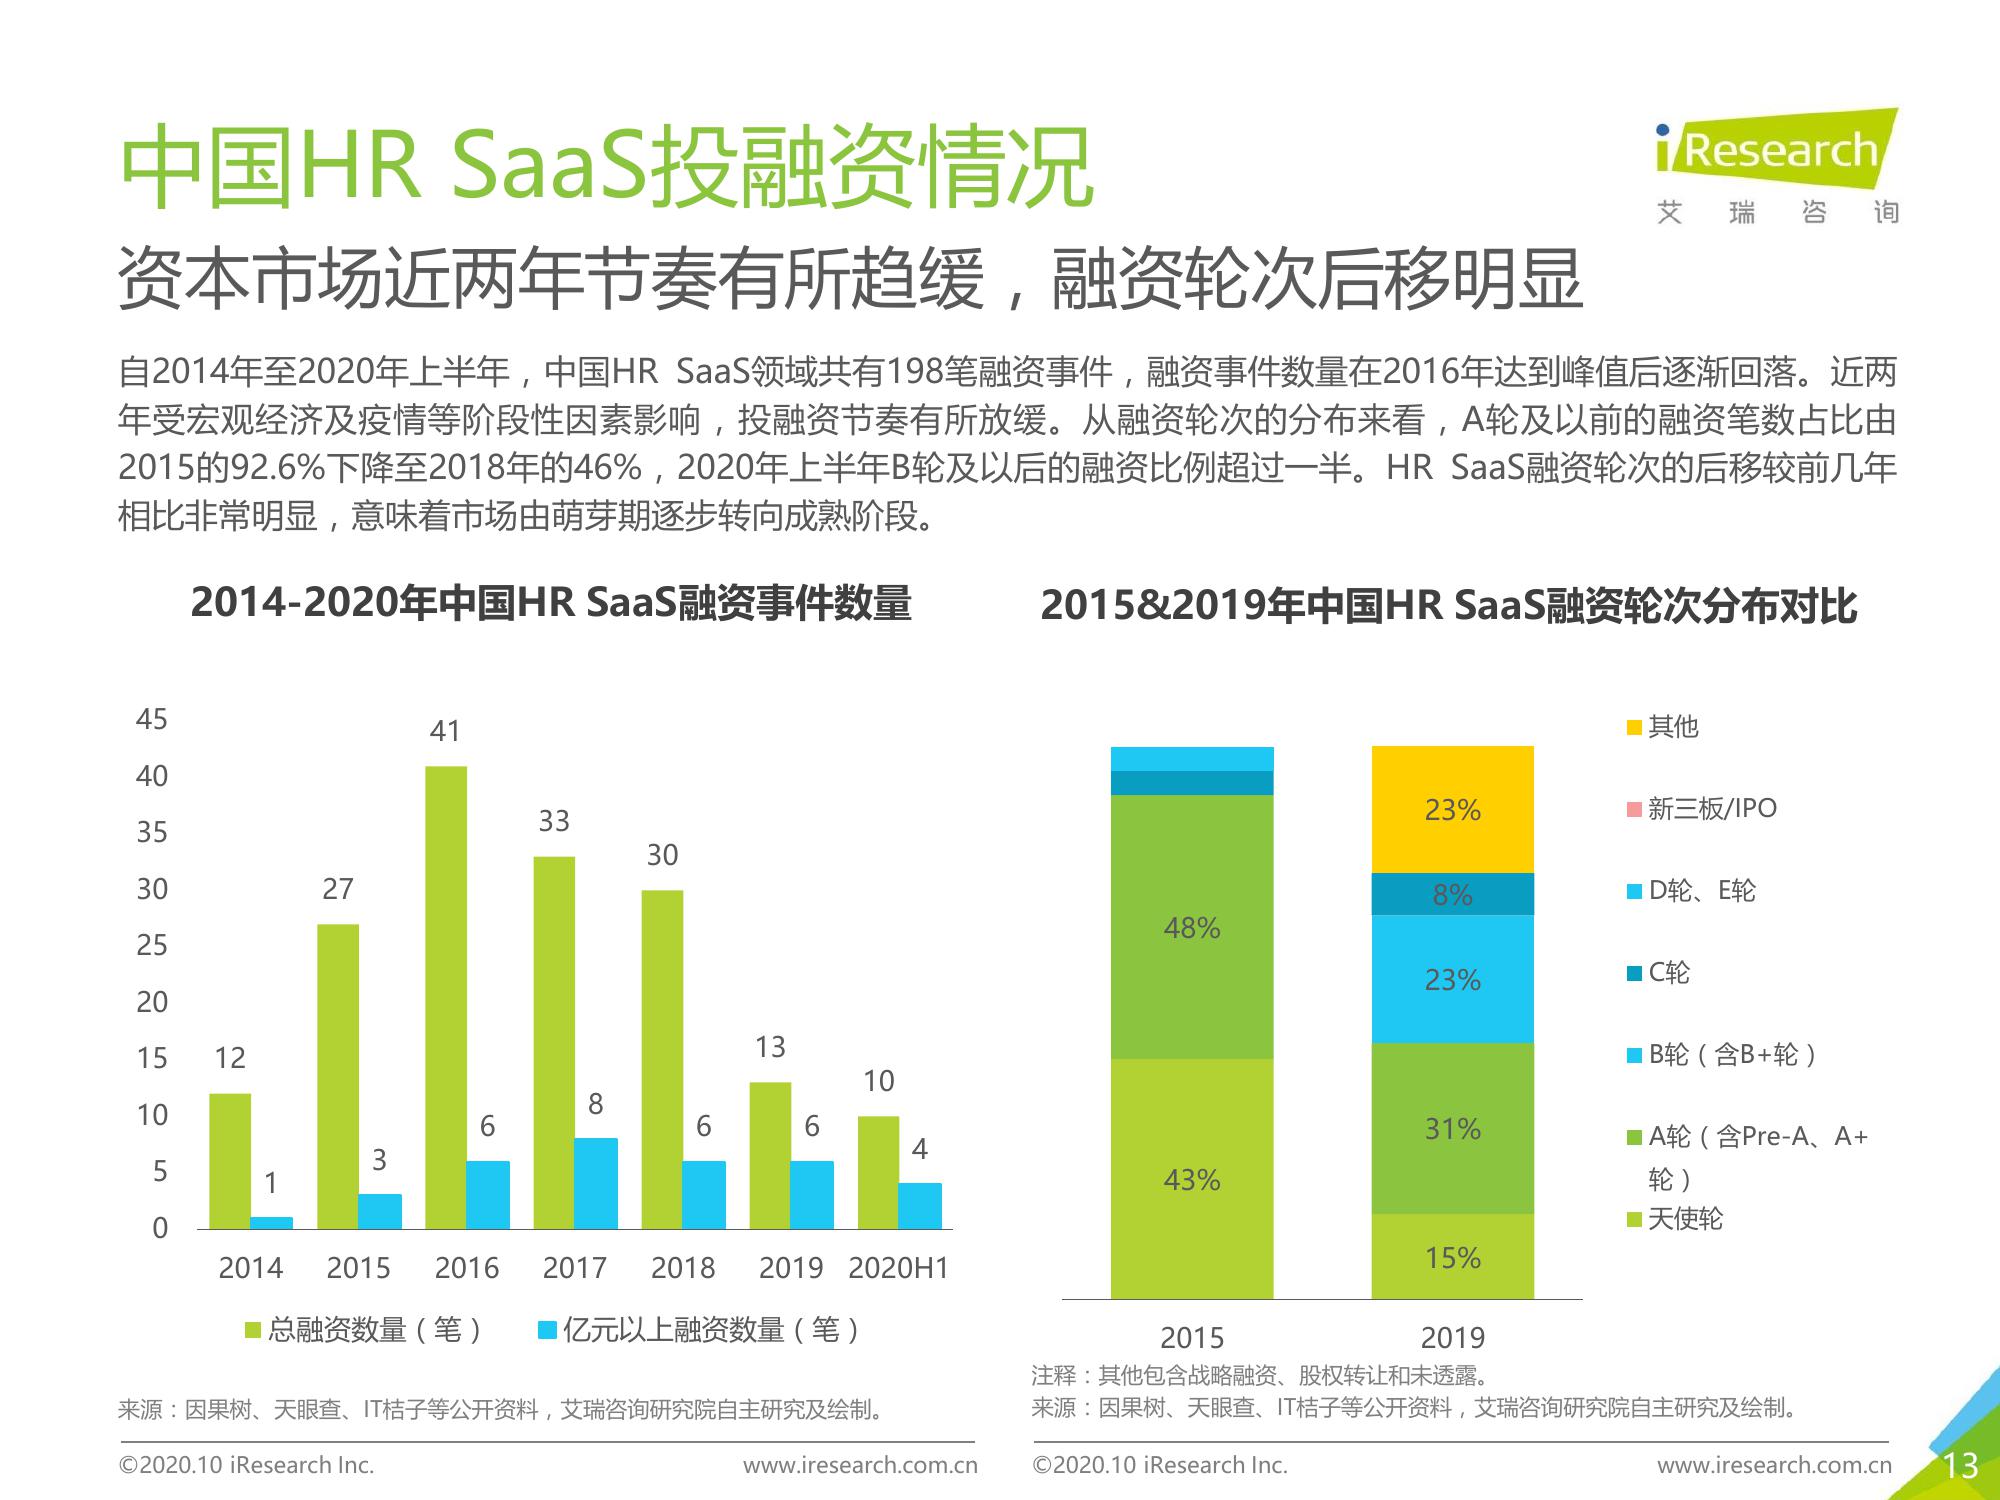 中国HR SaaS投融资情况
iResearch
艾瑞咨询
资本市场近两年节奏有所趋缓，融资轮次后移明显
自2014年至2020年上半年，中国HR SaaS领域共有198笔融资事件，融资事件数量在2016年达到峰值后逐渐回落。近两
年受宏观经济及疫情等阶段性因素影响，投融资节奏有所放缓。从融资轮次的分布来看，A轮及以前的融资笔数占比由
2015的92.6%下降至2018年的46%，2020年上半年B轮及以后的融资比例超过一半。HR SaaS融资轮次的后移较前几年
相比非常明显，意味着市场由萌芽期逐步转向成熟阶段。
2014-2020年中国HR SaaS融资事件数量
45
40
35
30
25
20
15
10
5
0
12
1
27
3
41
6
33
8
30
6
13
6
10
4
2014 2015 2016 2017 2018 2019 2020H1
总融资数量（笔） 亿元以上融资数量（笔）
来源：因果树、天眼查、IT桔子等公开资料，艾瑞咨询研究院自主研究及绘制。
©2020.10 iResearch Inc. www.iresearch.com.cn
2015&2019年中国HR SaaS融资轮次分布对比
48%
43%
23%
8%
23%
31%
15%
2015 2019
其他
新三板/IPO
D轮、E轮
C轮
B轮（含B+轮）
A轮（含Pre-A、A+
轮）
天使轮
注释：其他包含战略融资、股权转让和未透露。
来源：因果树、天眼查、IT桔子等公开资料，艾瑞咨询研究院自主研究及绘制。
©2020.10 iResearch Inc. www.iresearch.com.cn
13